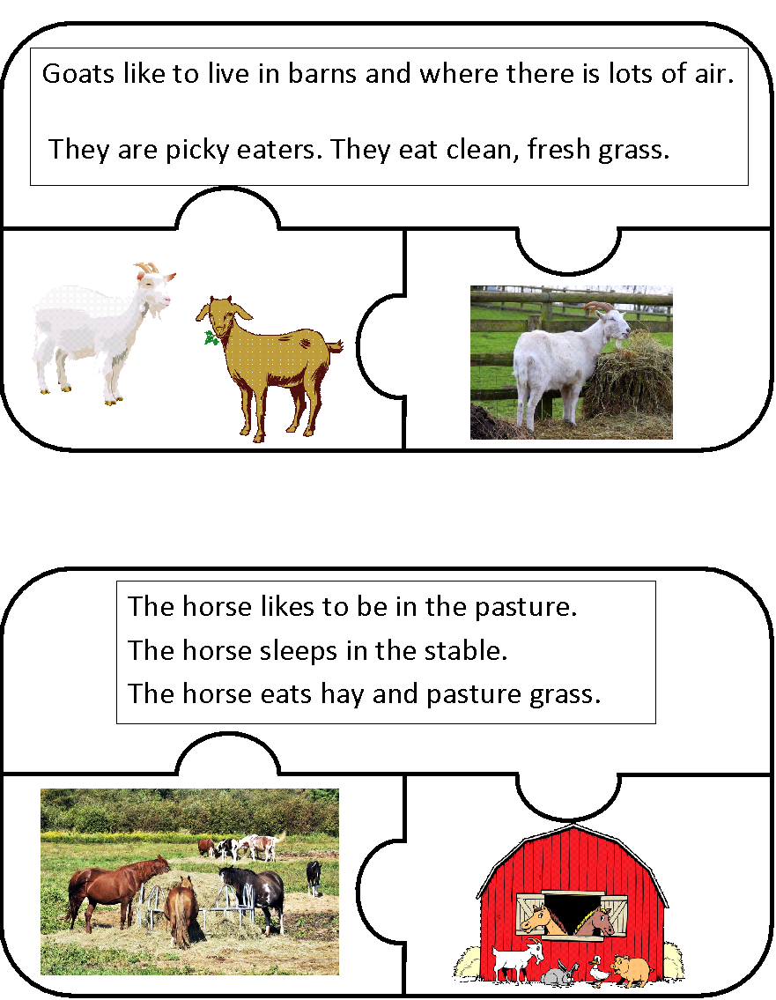 Goats like to live in barns and where there is lots of air.
They are picky eaters. They eat clean, fresh grass.
The horse likes to be in the pasture.
The horse sleeps in the stable.
The horse eats hay and pasture grass.